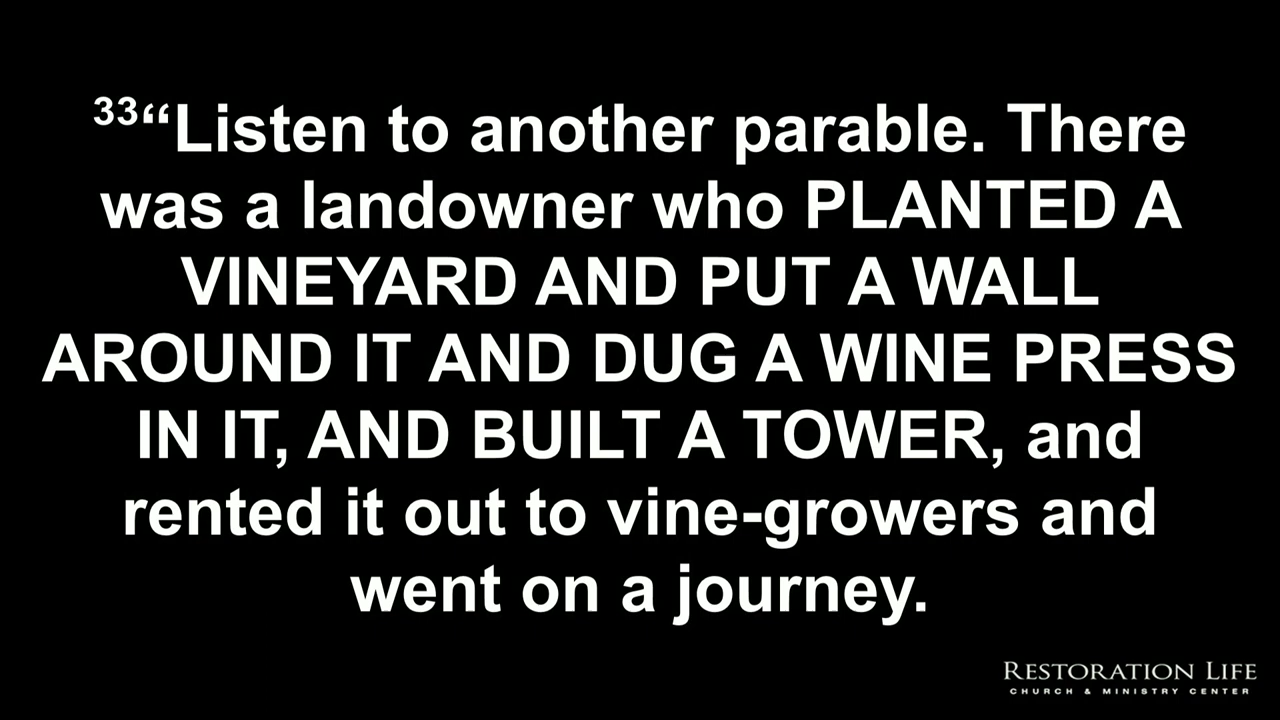 33“Listen to another parable. There
was a landowner who PLANTED A
VINEYARD AND PUT A WALL
AROUND IT AND DUG A WINE PRESS
IN IT, AND BUILT A TOWER, and
rented it out to vine-growers and
went on a journey.
RESTORATION LIFE
CHURCH & MINISTRY CENTER